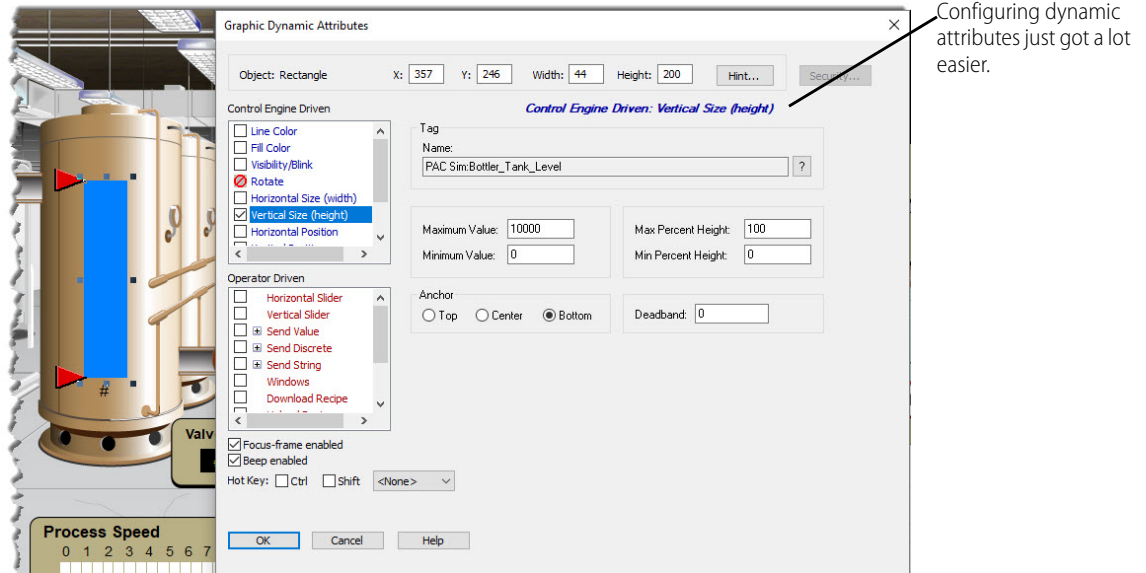 Configuring dynamic
attributes just got a lot
easier.
Graphic Dynamic Attributes
Object: Rectangle X: 357 Y: 246 Width: 44 Height: 200 Hint... Security...
Control Engine Driven
Control Engine Driven: Vertical Size (height)
Line Color
Fill Color
Visibility/Blink
Rotate
Horizontal Size (width)
Vertical Size (height)
Horizontal Position
Tag
Name:
PAC Sim:Bottler_Tank_Level ?
Maximum Value: 10000
Minimum Value: 0
Max Percent Height: 100
Min Percent Height: 0
Anchor
Top Center Bottom
Deadband: 0
Operator Driven
Horizontal Slider
Vertical Slider
Send Value
Send Discrete
Send String
Windows
Download Recipe
Focus-frame enabled
Beep enabled
Hot Key: Ctrl Shift <None>
OK Cancel Help
#
Valv
Process Speed
0 1 2 3 4 5 6 7